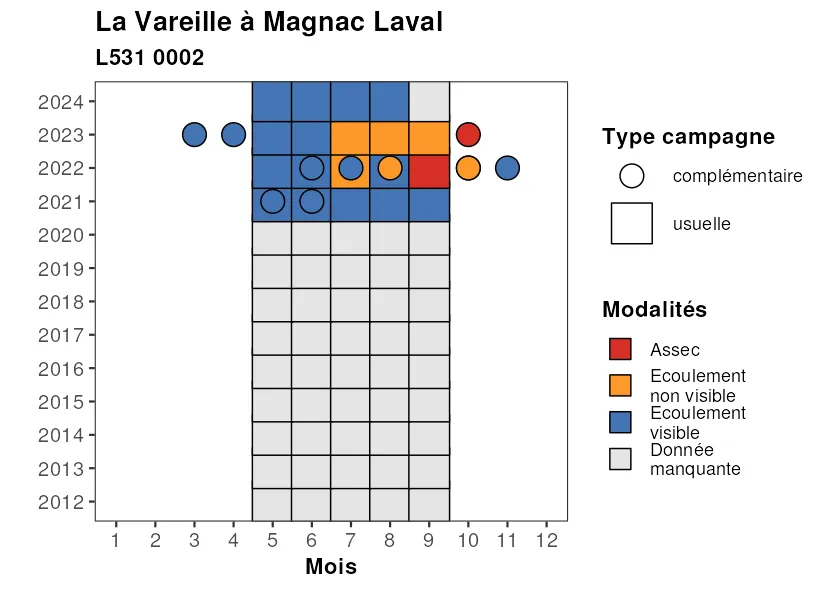 La Vareille à Magnac Laval
L531 0002
2024
2023
2022
2021
2020
2019
2018
2017
2016
2015
2014
2013
2012
1 2 3 4 5 6 7 8 9 10 11 12
Mois
Type campagne
complémentaire
usuelle
Modalités
Assec
Ecoulement
non visible
Ecoulement
visible
Donnée
manquante